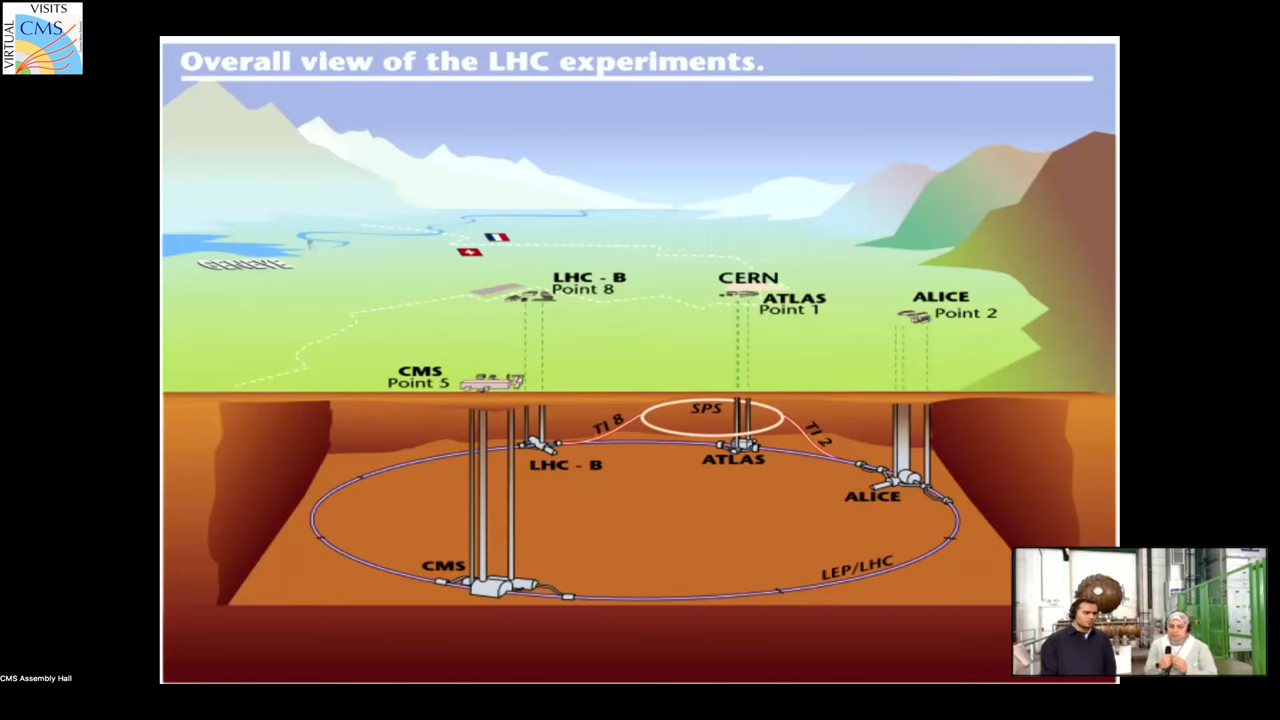 VISITS
VIRTUAL
CMS
Overall view of the LHC experiments.
GENEVE
LHC - B
Point 8
CERN
ATLAS
Point 1
ALICE
Point 2
CMS
Point 5
SPS
TI 8
TI 2
LHC - B
ATLAS
ALICE
CMS
LEP/LHC
CMS Assembly Hall